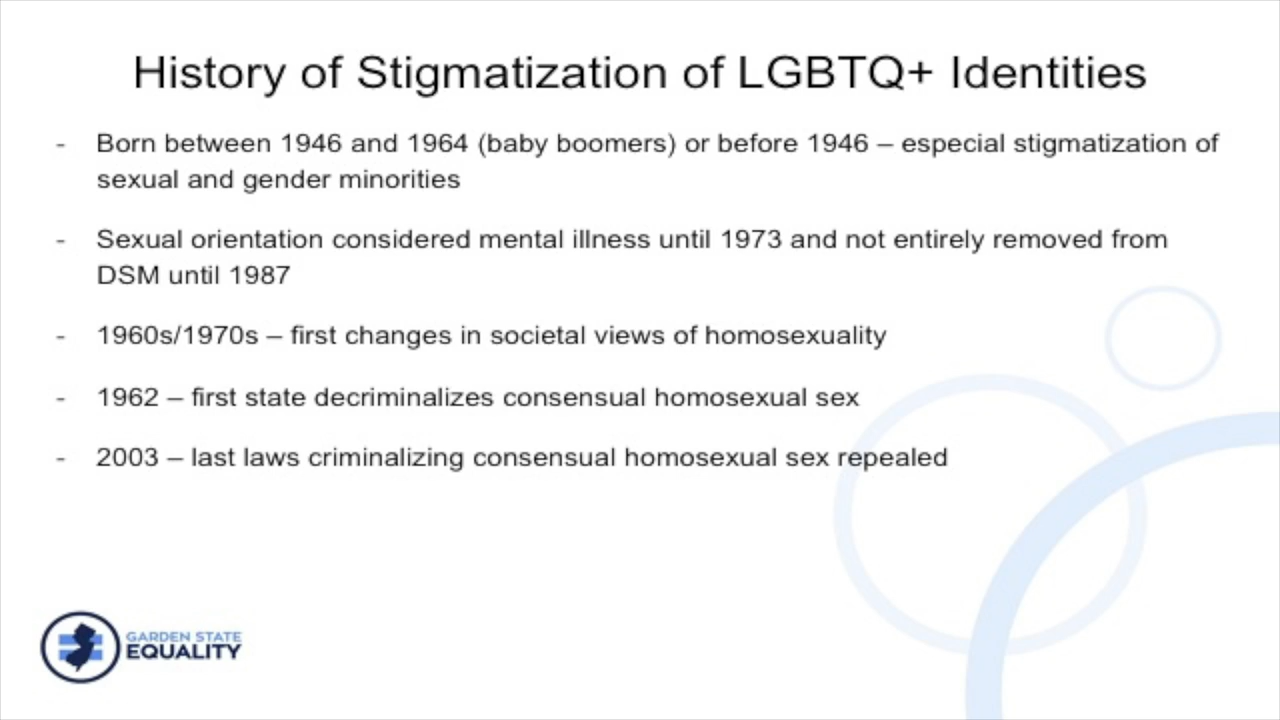 History of Stigmatization of LGBTQ+ Identities
- Born between 1946 and 1964 (baby boomers) or before 1946 – especial stigmatization of
sexual and gender minorities
- Sexual orientation considered mental illness until 1973 and not entirely removed from
DSM until 1987
- 1960s/1970s – first changes in societal views of homosexuality
- 1962 – first state decriminalizes consensual homosexual sex
- 2003 – last laws criminalizing consensual homosexual sex repealed
GARDEN STATE
EQUALITY